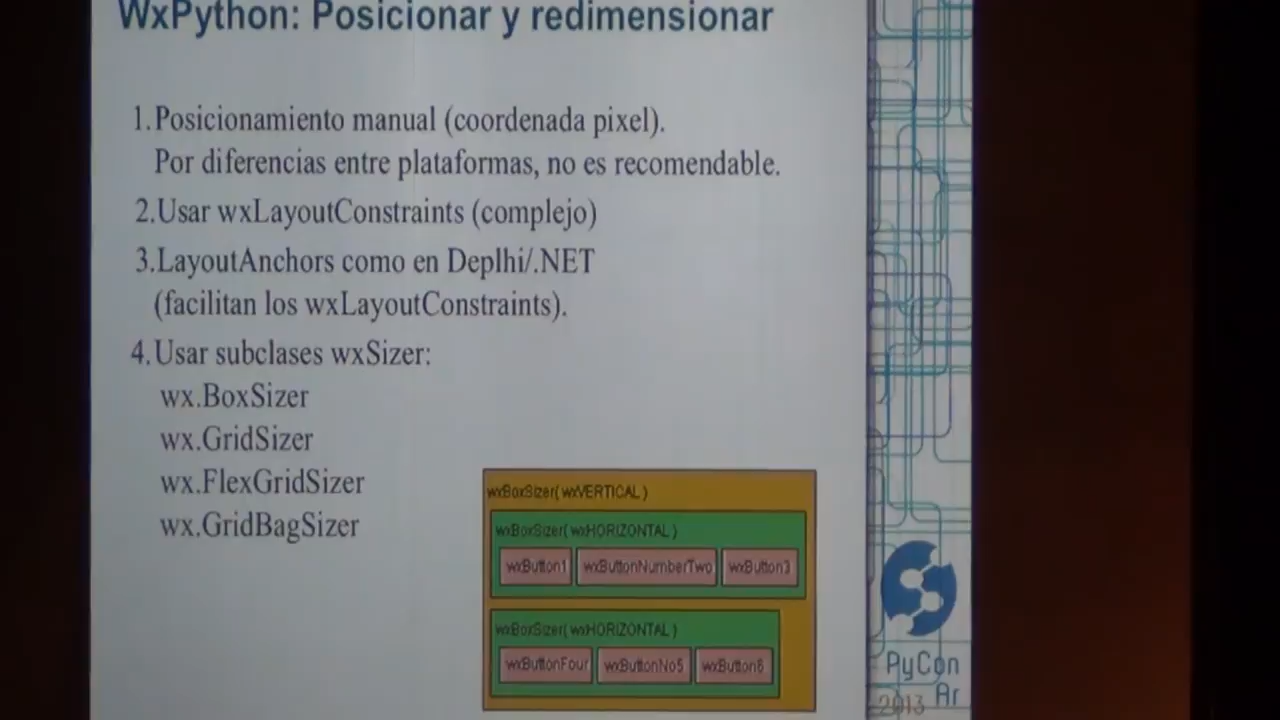 WxPython: Posicionar y redimensionar
1.Posicionamiento manual (coordenada pixel).
Por diferencias entre plataformas, no es recomendable.
2.Usar wxLayoutConstraints (complejo)
3.LayoutAnchors como en Deplhi/.NET
(facilitan los wxLayoutConstraints).
4.Usar subclases wxSizer:
wx.BoxSizer
wx.GridSizer
wx.FlexGridSizer
wx.GridBagSizer
wxBoxSizer( wxVERTICAL )
wxBoxSizer( wxHORIZONTAL )
wxButton1 wxButtonNumberTwo wxButton3
wxBoxSizer( wxHORIZONTAL )
wxButtonFour wxButtonNo5 wxButton6
PyCon
Ar
2013